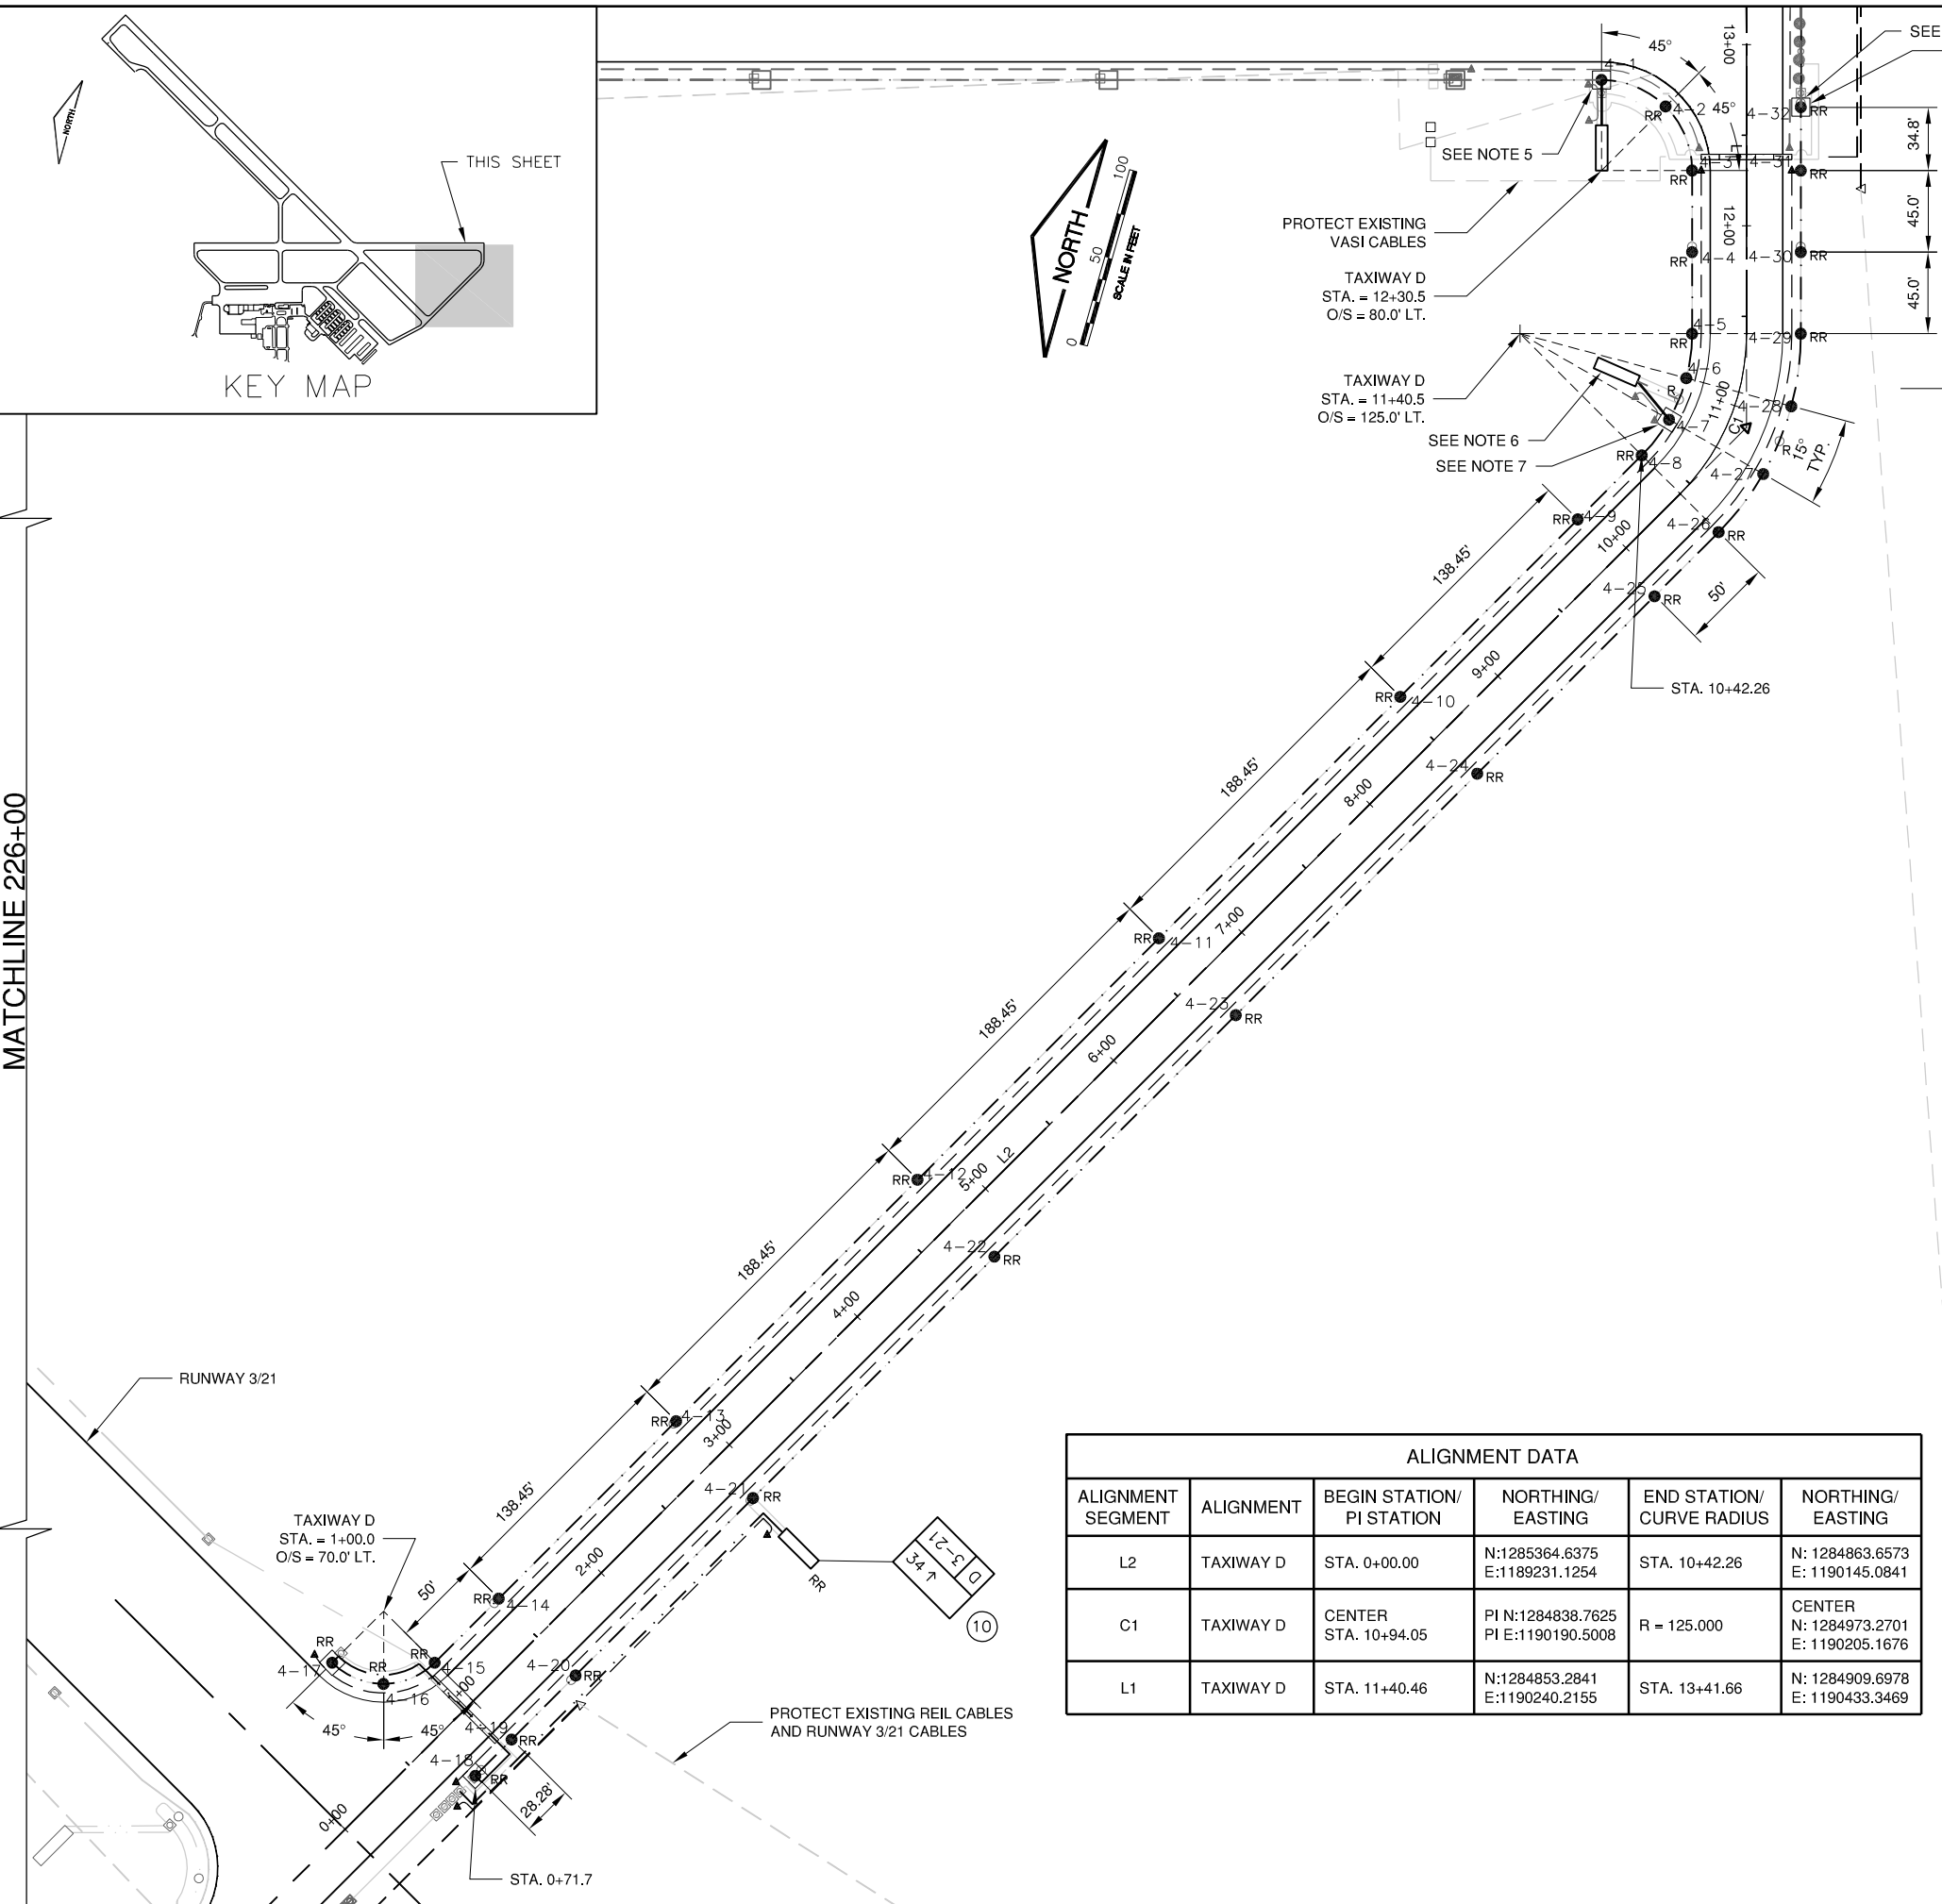 NORTH
THIS SHEET
KEY MAP
MATCHLINE 226+00
NORTH
0
50
100
SCALE IN FEET
45°
45°
13+00
12+00
11+00
C1
10+00
9+00
8+00
7+00
6+00
5+00
L2
4+00
3+00
2+00
0+00
SEE
34.8'
45.0'
45.0'
SEE NOTE 5
PROTECT EXISTING
VASI CABLES
TAXIWAY D
STA. = 12+30.5
O/S = 80.0' LT.
TAXIWAY D
STA. = 11+40.5
O/S = 125.0' LT.
SEE NOTE 6
SEE NOTE 7
15°
TYP.
50'
STA. 10+42.26
4-1
4-2 RR
4-3 RR
4-4 RR
4-5 RR
4-6 R
4-7
4-8 RR
4-9 RR
4-10 RR
4-11 RR
4-12 RR
4-13 RR
4-14 RR
4-15 RR
4-16 RR
4-17 RR
4-18 RR
4-19 RR
4-20 RR
4-21 RR
4-22 RR
4-23 RR
4-24 RR
4-25 RR
4-26 RR
4-27
R
4-28
4-29 RR
4-30 RR
4-31 RR
4-32 RR
138.45'
188.45'
188.45'
188.45'
138.45'
50'
RUNWAY 3/21
TAXIWAY D
STA. = 1+00.0
O/S = 70.0' LT.
45°
45°
28.28'
STA. 0+71.7
RR
34 ↑
3-21
D
10
PROTECT EXISTING REIL CABLES
AND RUNWAY 3/21 CABLES
ALIGNMENT DATA
ALIGNMENT SEGMENT ALIGNMENT BEGIN STATION/ PI STATION NORTHING/ EASTING END STATION/ CURVE RADIUS NORTHING/ EASTING
L2 TAXIWAY D STA. 0+00.00 N:1285364.6375 E:1189231.1254 STA. 10+42.26 N: 1284863.6573 E: 1190145.0841
C1 TAXIWAY D CENTER STA. 10+94.05 PI N:1284838.7625 PI E:1190190.5008 R = 125.000 CENTER N: 1284973.2701 E: 1190205.1676
L1 TAXIWAY D STA. 11+40.46 N:1284853.2841 E:1190240.2155 STA. 13+41.66 N: 1284909.6978 E: 1190433.3469